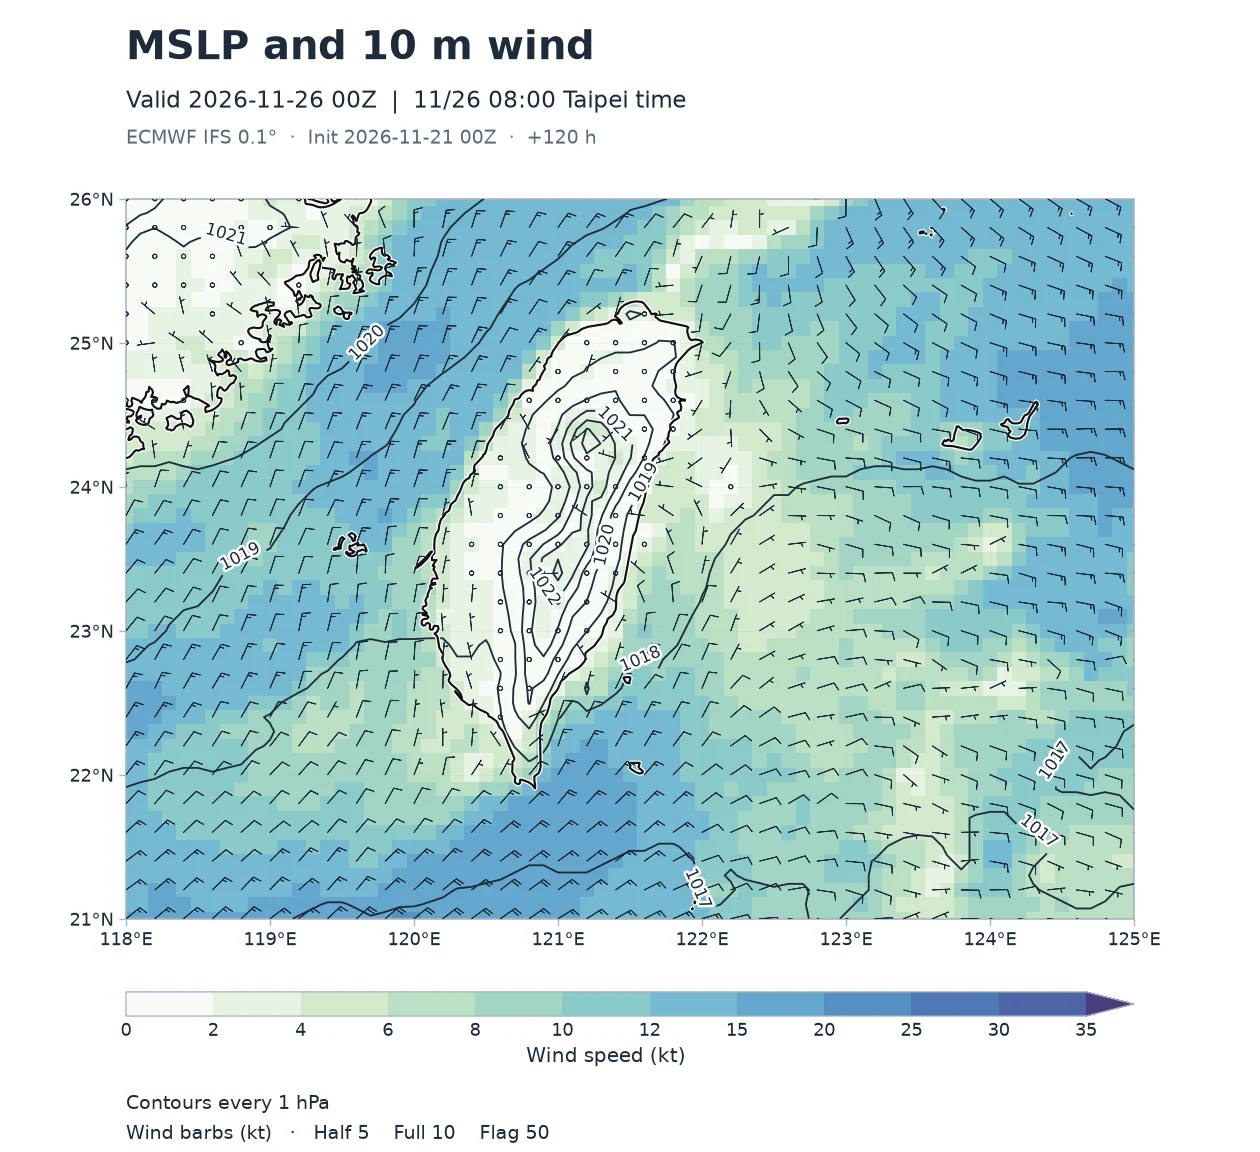 MSLP and 10 m wind
Valid 2026-11-26 00Z | 11/26 08:00 Taipei time
ECMWF IFS 0.1° · Init 2026-11-21 00Z · +120 h
26°N
25°N
24°N
23°N
22°N
21°N
1021
1020
1021
1019
1019
1020
1022
1018
1017
1017
1017
118°E 119°E 120°E 121°E 122°E 123°E 124°E 125°E
0 2 4 6 8 10 12 15 20 25 30 35
Wind speed (kt)
Contours every 1 hPa
Wind barbs (kt) · Half 5 Full 10 Flag 50